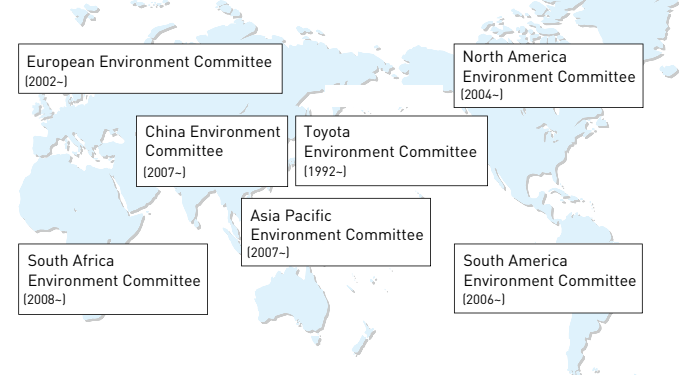 European Environment Committee
(2002~)
North America
Environment Committee
(2004~)
China Environment
Committee
(2007~)
Toyota
Environment Committee
(1992~)
Asia Pacific
Environment Committee
(2007~)
South Africa
Environment Committee
(2008~)
South America
Environment Committee
(2006~)